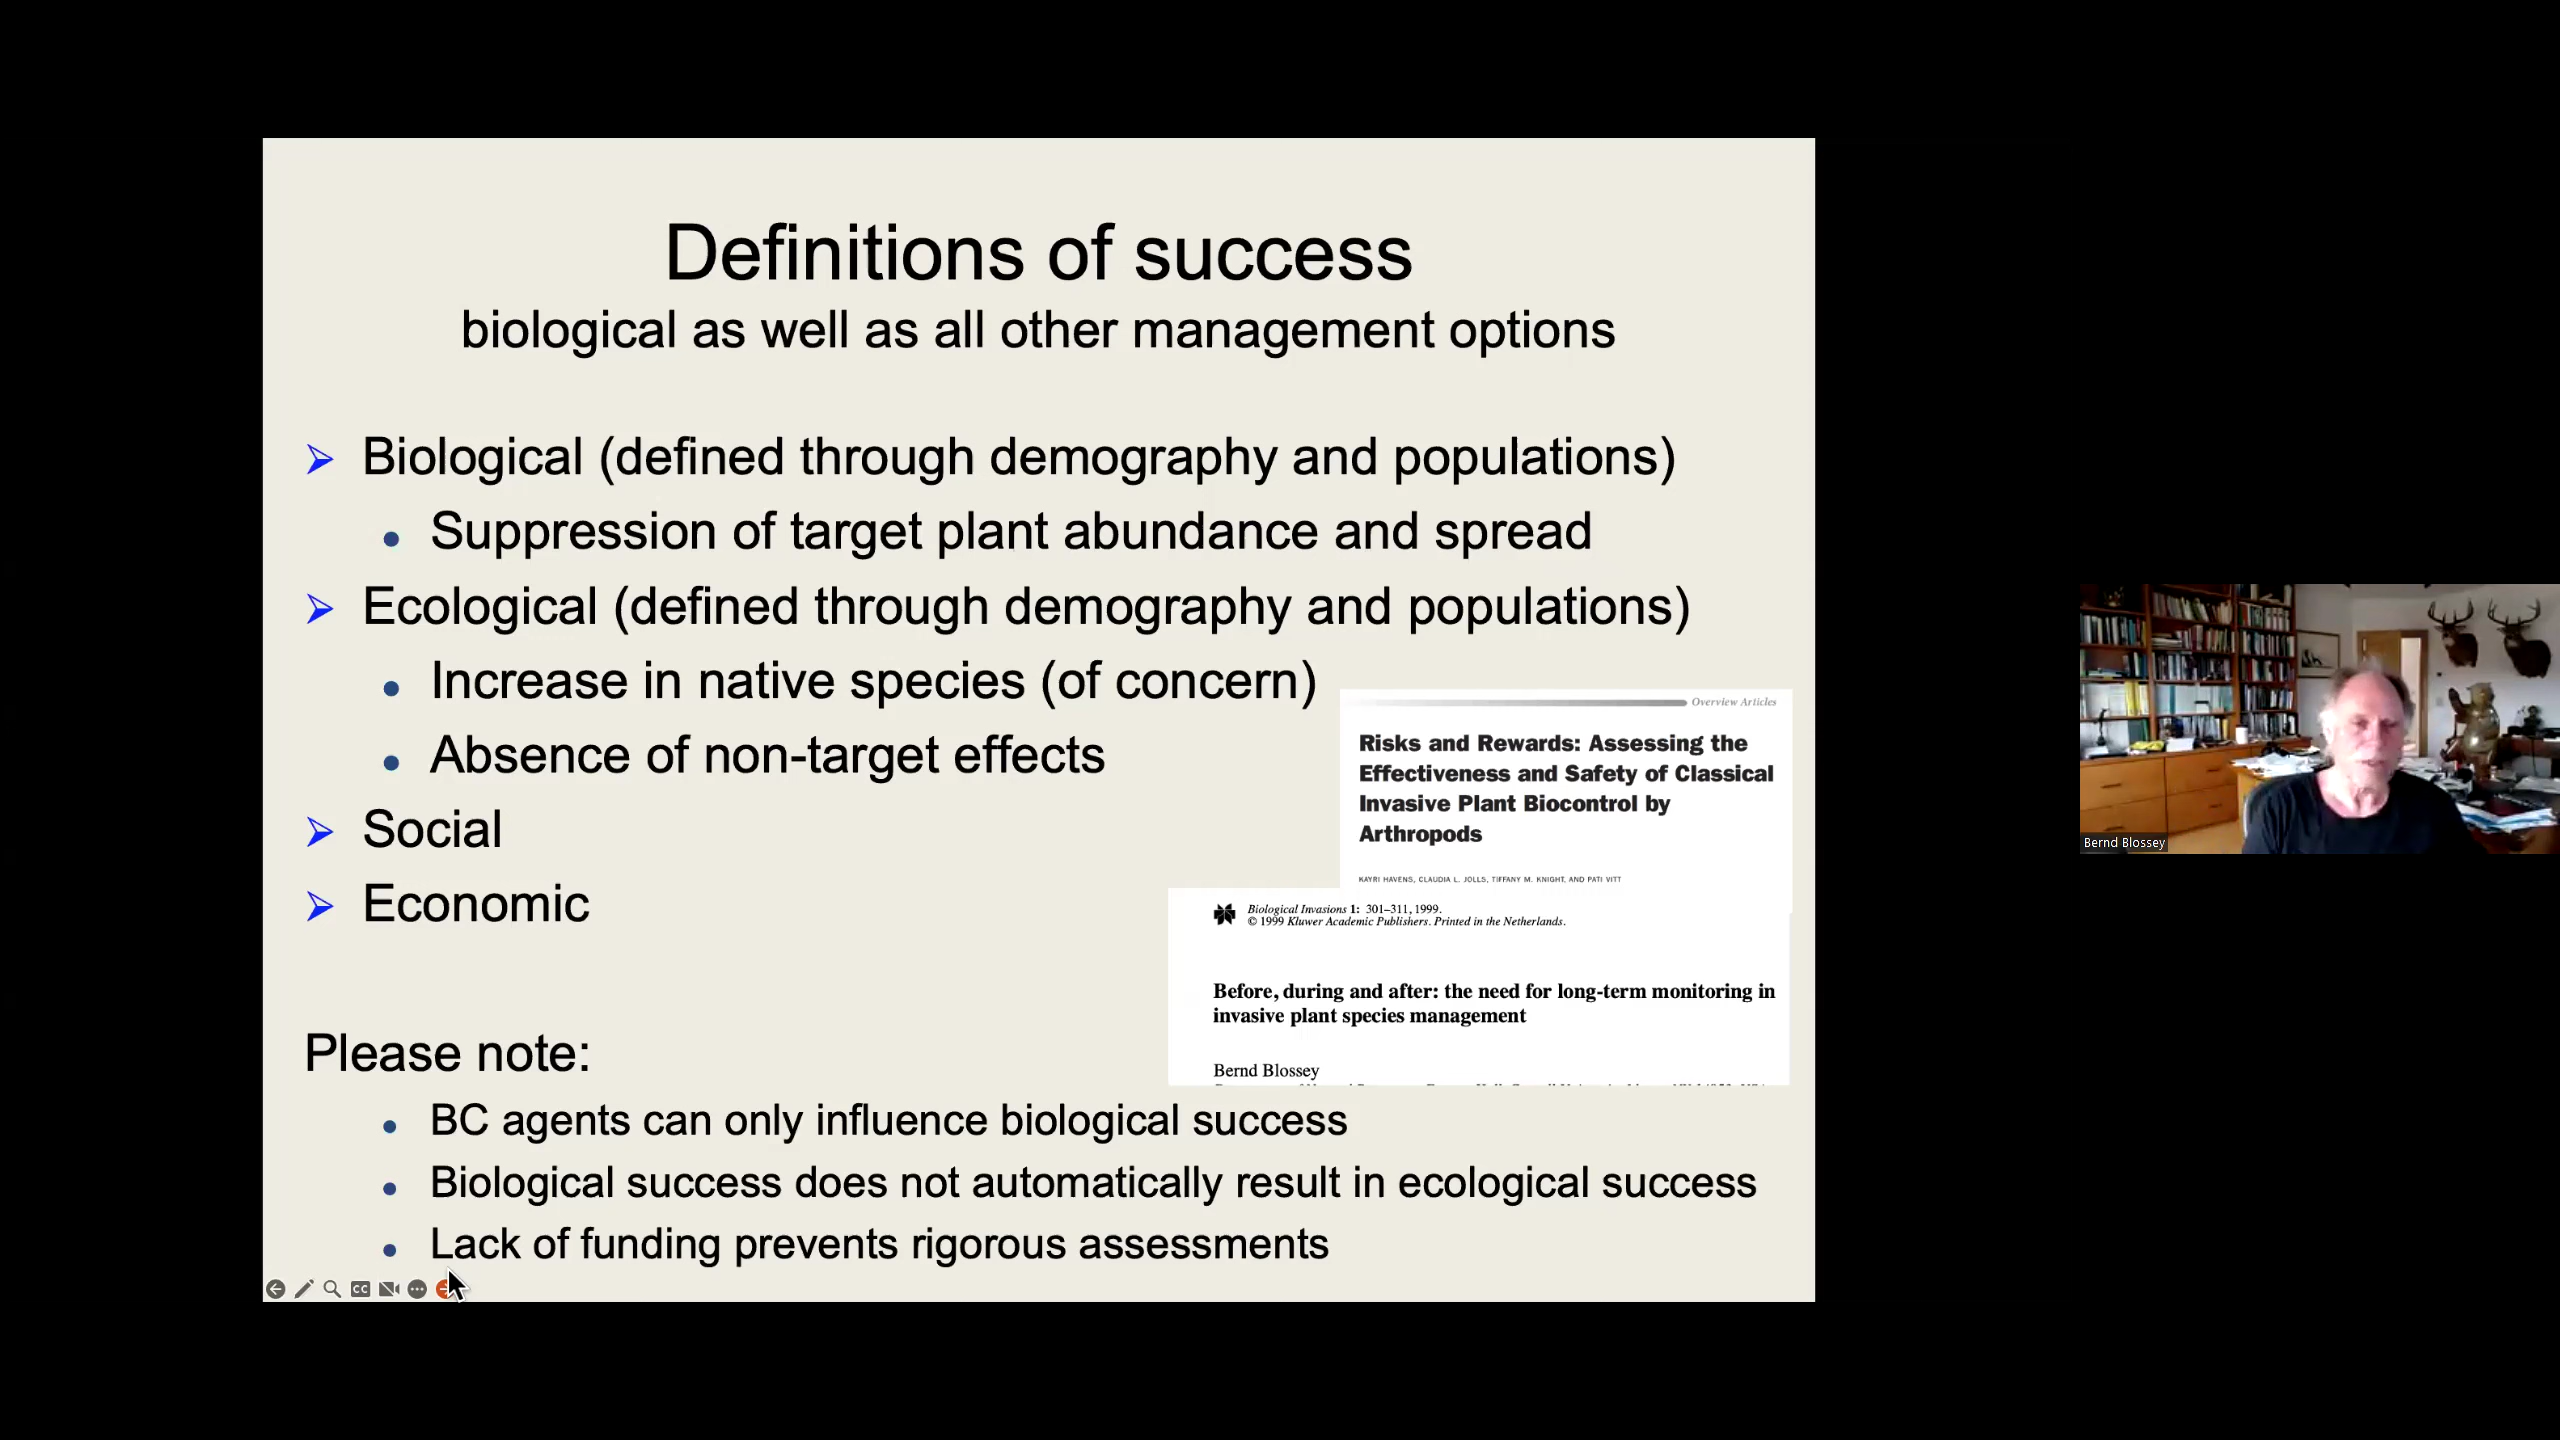 Definitions of success
biological as well as all other management options
Biological (defined through demography and populations)
Suppression of target plant abundance and spread
Ecological (defined through demography and populations)
Increase in native species (of concern)
Absence of non-target effects
Social
Economic
Overview Articles
Risks and Rewards: Assessing the
Effectiveness and Safety of Classical
Invasive Plant Biocontrol by
Arthropods
KAYRI HAVENS, CLAUDIA L. JOLLS, TIFFANY M. KNIGHT, AND PATI VITT
Biological Invasions 1: 301–311, 1999.
© 1999 Kluwer Academic Publishers. Printed in the Netherlands.
Before, during and after: the need for long-term monitoring in
invasive plant species management
Bernd Blossey
Please note:
BC agents can only influence biological success
Biological success does not automatically result in ecological success
Lack of funding prevents rigorous assessments
CC
Bernd Blossey